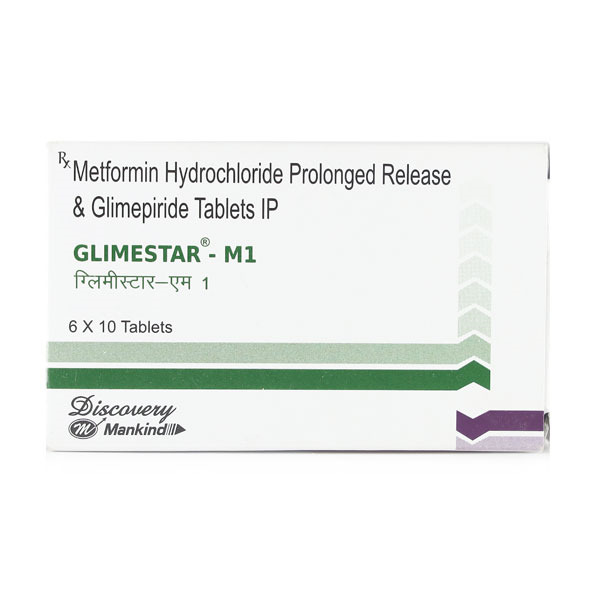 Rx Metformin Hydrochloride Prolonged Release
& Glimepiride Tablets IP
GLIMESTAR® - M1
ग्लिमीस्टार-एम 1
6 X 10 Tablets
Discovery
M Mankind